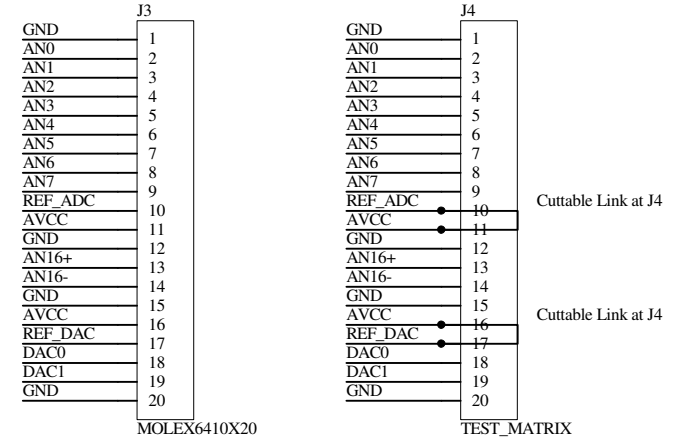 J3
GND 1
AN0 2
AN1 3
AN2 4
AN3 5
AN4 6
AN5 7
AN6 8
AN7 9
REF_ADC 10
AVCC 11
GND 12
AN16+ 13
AN16- 14
GND 15
AVCC 16
REF_DAC 17
DAC0 18
DAC1 19
GND 20
MOLEX6410X20
J4
GND 1
AN0 2
AN1 3
AN2 4
AN3 5
AN4 6
AN5 7
AN6 8
AN7 9
REF_ADC 10
AVCC 11
GND 12
AN16+ 13
AN16- 14
GND 15
AVCC 16
REF_DAC 17
DAC0 18
DAC1 19
GND 20
TEST_MATRIX
Cuttable Link at J4
Cuttable Link at J4